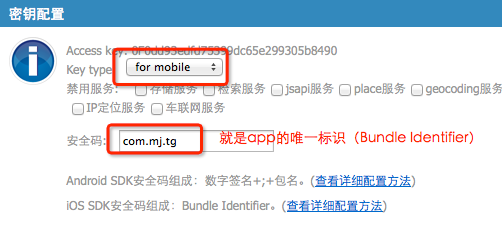 密钥配置
Access key: 0F0dd93edfd75399dc65e299305b8490
Key type: for mobile
禁用服务: 存储服务 检索服务 jsapi服务 place服务 geocoding服务
IP定位服务 车联网服务
安全码: com.mj.tg 就是app的唯一标识（Bundle Identifier）
Android SDK安全码组成：数字签名+;+包名。(查看详细配置方法)
iOS SDK安全码组成：Bundle Identifier。(查看详细配置方法)